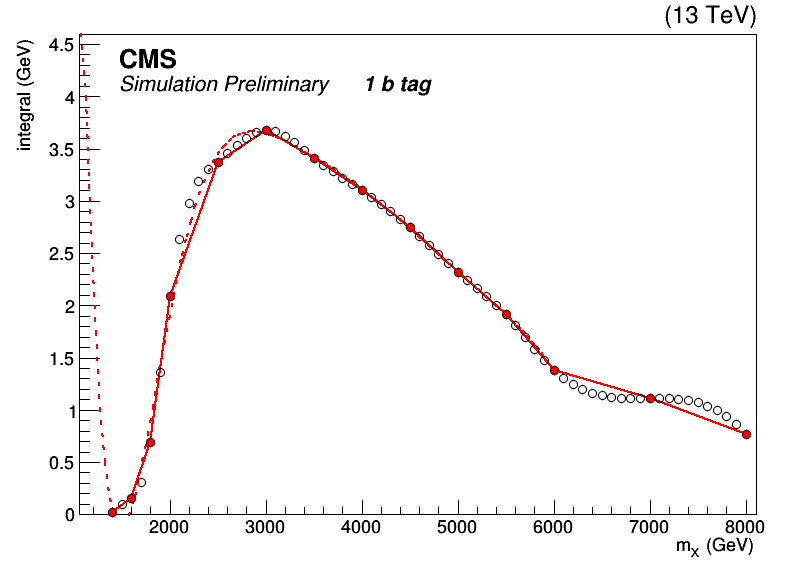 (13 TeV)
integral (GeV)
CMS
Simulation Preliminary 1 b tag
4.5
4
3.5
3
2.5
2
1.5
1
0.5
0
2000 3000 4000 5000 6000 7000 8000
mX (GeV)